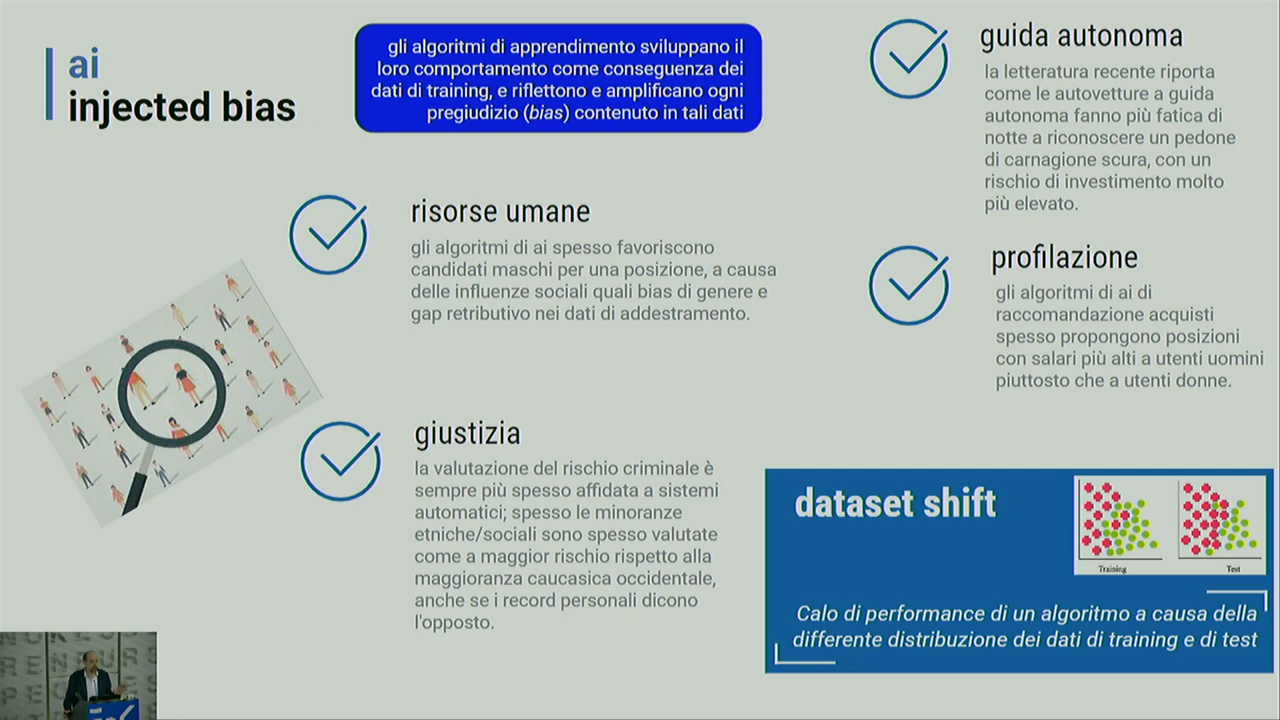 ai
injected bias
gli algoritmi di apprendimento sviluppano il
loro comportamento come conseguenza dei
dati di training, e riflettono e amplificano ogni
pregiudizio (bias) contenuto in tali dati
risorse umane
gli algoritmi di ai spesso favoriscono
candidati maschi per una posizione, a causa
delle influenze sociali quali bias di genere e
gap retributivo nei dati di addestramento.
giustizia
la valutazione del rischio criminale è
sempre più spesso affidata a sistemi
automatici; spesso le minoranze
etniche/sociali sono spesso valutate
come a maggior rischio rispetto alla
maggioranza caucasica occidentale,
anche se i record personali dicono
l'opposto.
guida autonoma
la letteratura recente riporta
come le autovetture a guida
autonoma fanno più fatica di
notte a riconoscere un pedone
di carnagione scura, con un
rischio di investimento molto
più elevato.
profilazione
gli algoritmi di ai di
raccomandazione acquisti
spesso propongono posizioni
con salari più alti a utenti uomini
piuttosto che a utenti donne.
dataset shift
Training
Test
Calo di performance di un algoritmo a causa della
differente distribuzione dei dati di training e di test